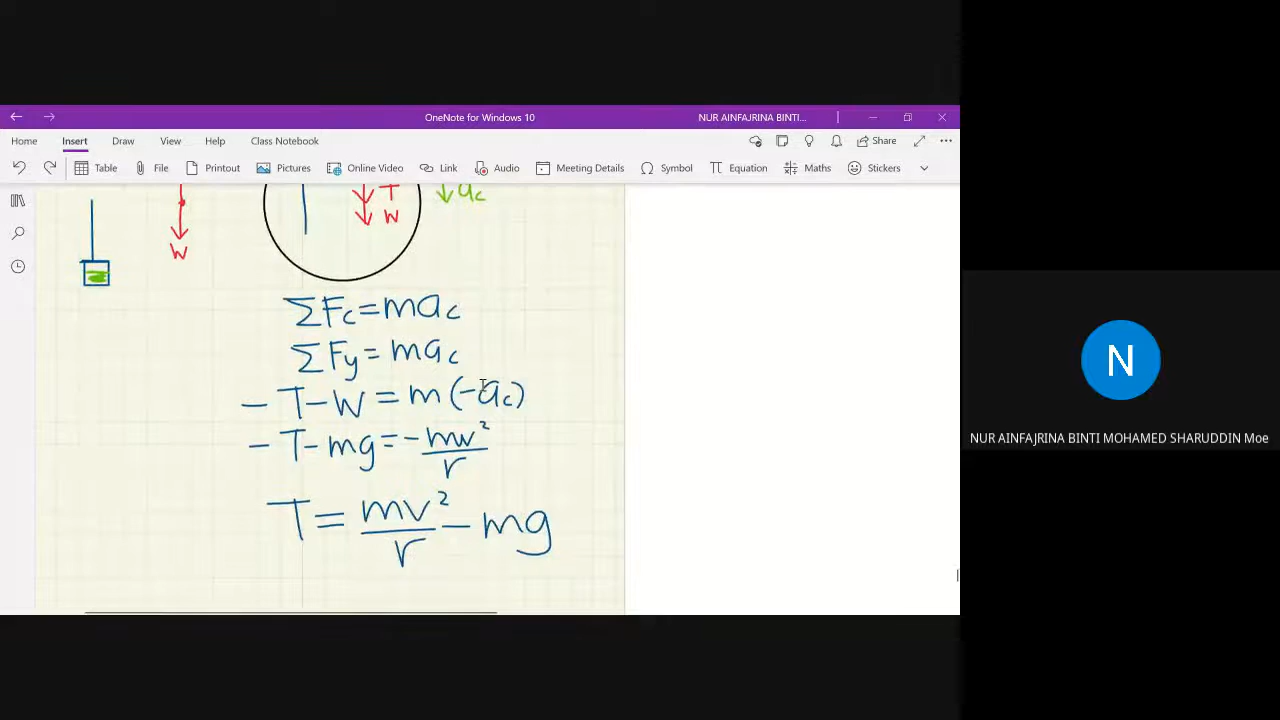 OneNote for Windows 10
NUR AINFAJRINA BINTI...
Home Insert Draw View Help Class Notebook Share
Table File Printout Pictures Online Video Link Audio Meeting Details Symbol Equation Maths Stickers
T
ac
W
W
ΣFc=mac
ΣFy=mac
-T-W=m(-ac)
-T-mg=-mv²/r
T=mv²/r-mg
N
NUR AINFAJRINA BINTI MOHAMED SHARUDDIN Moe